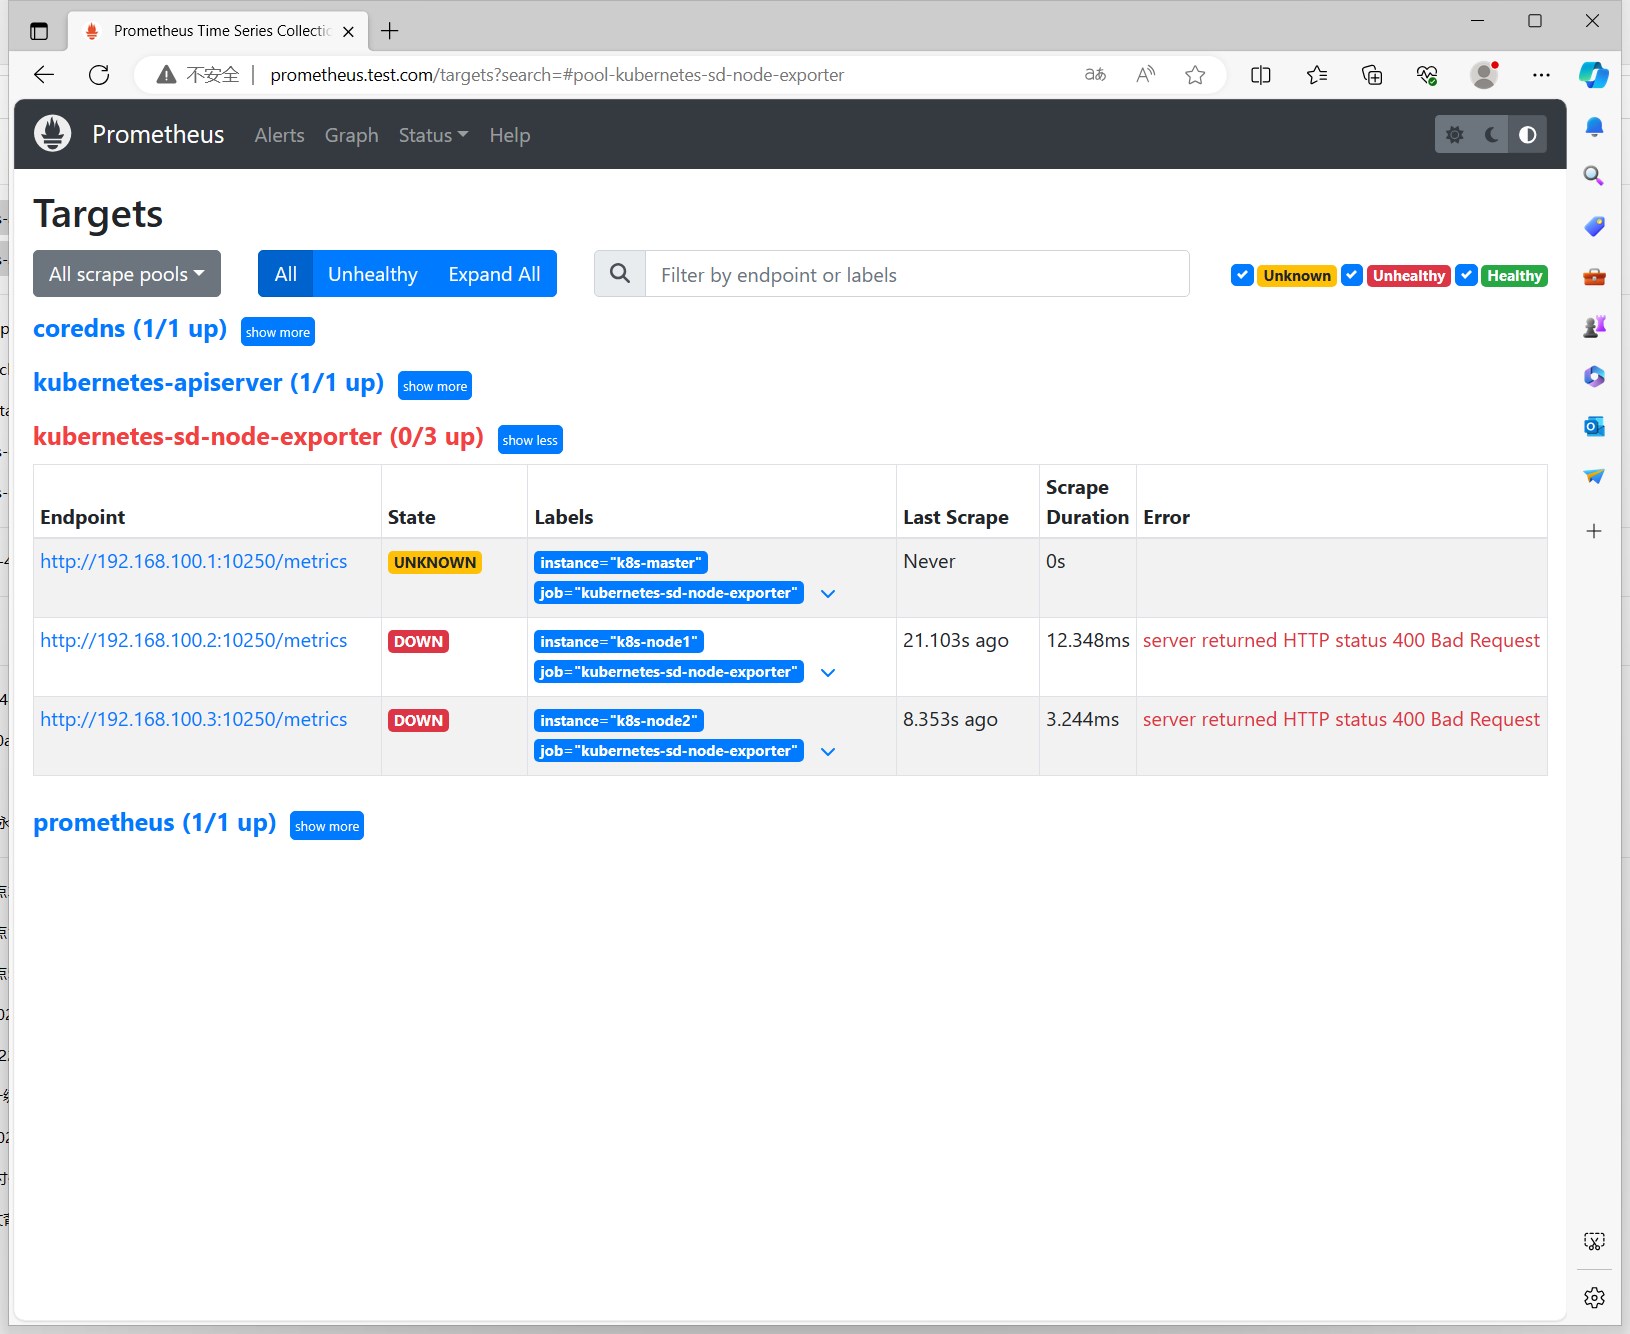 Prometheus Time Series Collectio
不安全 prometheus.test.com/targets?search=#pool-kubernetes-sd-node-exporter
Prometheus Alerts Graph Status Help
Targets
All scrape pools All Unhealthy Expand All Filter by endpoint or labels Unknown Unhealthy Healthy
coredns (1/1 up) show more
kubernetes-apiserver (1/1 up) show more
kubernetes-sd-node-exporter (0/3 up) show less
Endpoint State Labels Last Scrape Scrape Duration Error
http://192.168.100.1:10250/metrics UNKNOWN instance="k8s-master" Never 0s
job="kubernetes-sd-node-exporter"
http://192.168.100.2:10250/metrics DOWN instance="k8s-node1" 21.103s ago 12.348ms server returned HTTP status 400 Bad Request
job="kubernetes-sd-node-exporter"
http://192.168.100.3:10250/metrics DOWN instance="k8s-node2" 8.353s ago 3.244ms server returned HTTP status 400 Bad Request
job="kubernetes-sd-node-exporter"
prometheus (1/1 up) show more